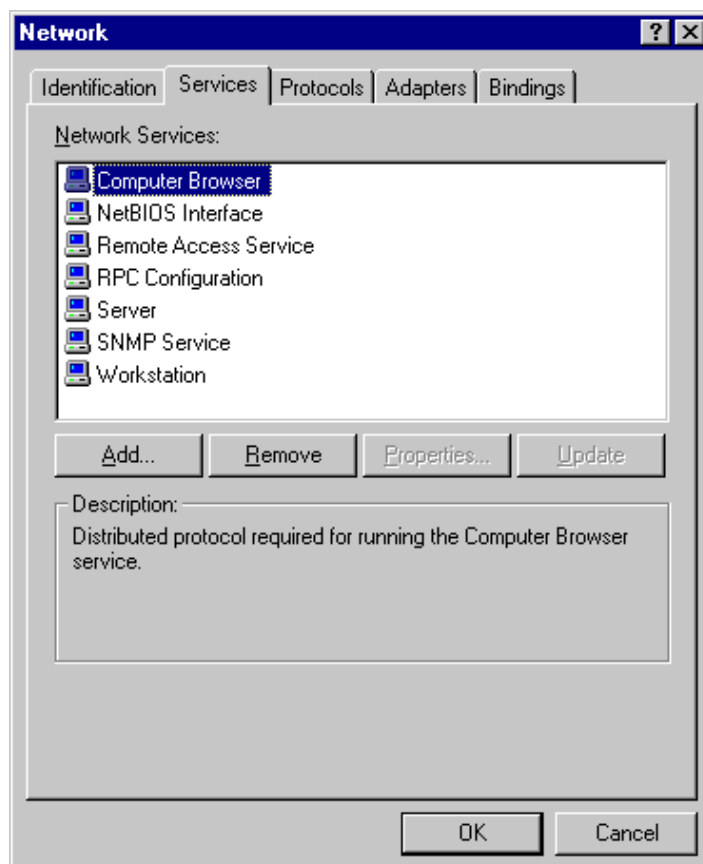 Network
Identification Services Protocols Adapters Bindings
Network Services:
Computer Browser
NetBIOS Interface
Remote Access Service
RPC Configuration
Server
SNMP Service
Workstation
Add... Remove Properties... Update
Description:
Distributed protocol required for running the Computer Browser
service.
OK Cancel